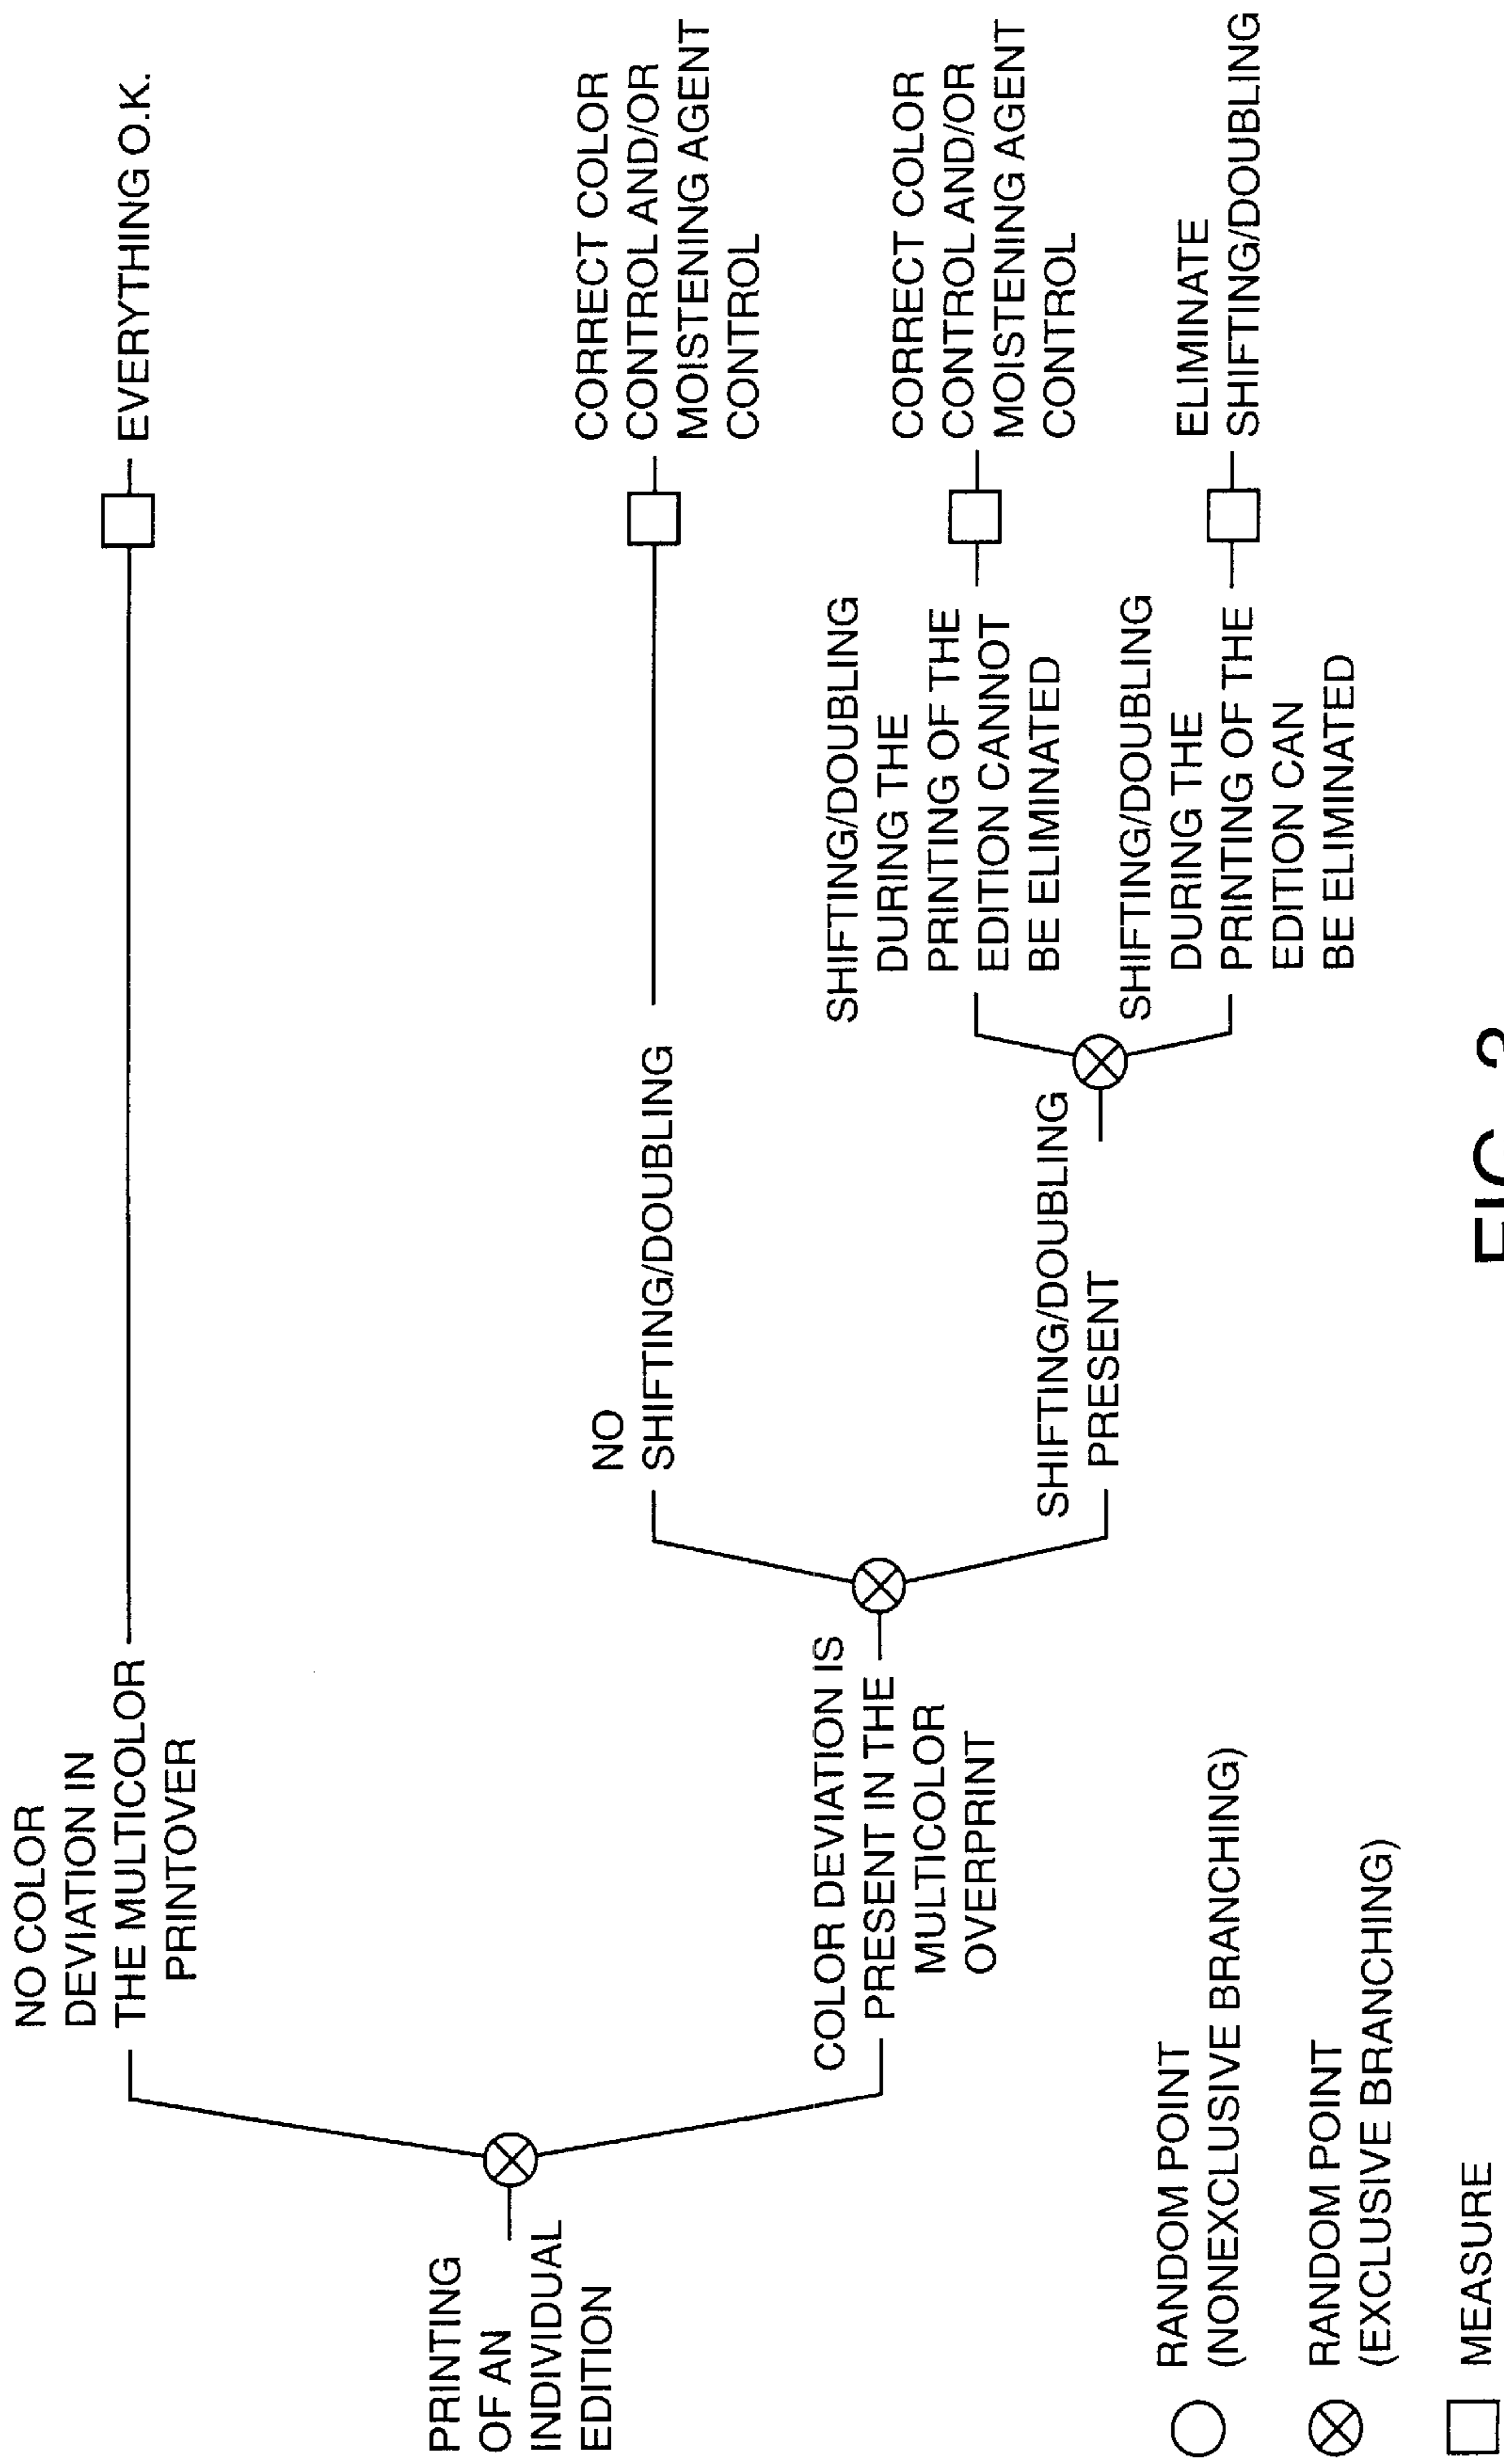 PRINTING
OF AN
INDIVIDUAL
EDITION
NO COLOR
DEVIATION IN
THE MULTICOLOR
PRINTOVER
EVERYTHING O.K.
COLOR DEVIATION IS
PRESENT IN THE
MULTICOLOR
OVERPRINT
NO
SHIFTING/DOUBLING
CORRECT COLOR
CONTROL AND/OR
MOISTENING AGENT
CONTROL
SHIFTING/DOUBLING
PRESENT
SHIFTING/DOUBLING
DURING THE
PRINTING OF THE
EDITION CANNOT
BE ELIMINATED
CORRECT COLOR
CONTROL AND/OR
MOISTENING AGENT
CONTROL
SHIFTING/DOUBLING
DURING THE
PRINTING OF THE
EDITION CAN
BE ELIMINATED
ELIMINATE
SHIFTING/DOUBLING
RANDOM POINT
(NONEXCLUSIVE BRANCHING)
RANDOM POINT
(EXCLUSIVE BRANCHING)
MEASURE
FIG.